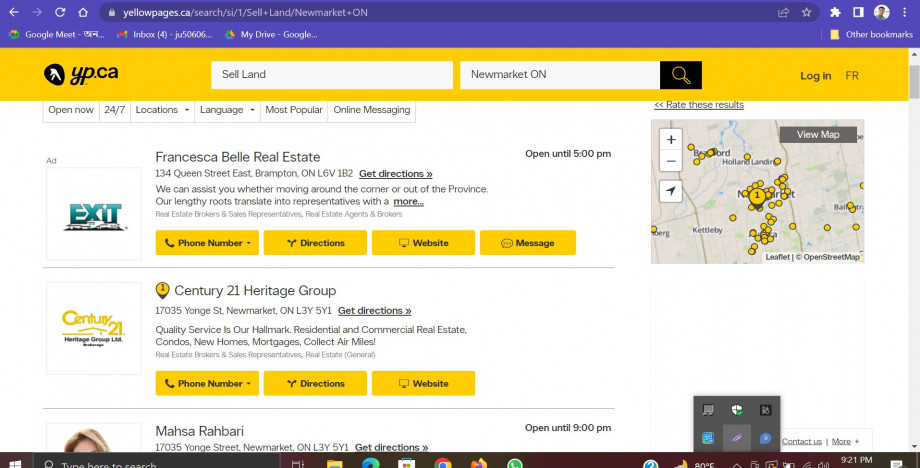 yellowpages.ca/search/si/1/Sell+Land/Newmarket+ON
Google Meet - অন...
Inbox (4) - ju50606...
My Drive - Google...
Other bookmarks
yp.ca
Sell Land
Newmarket ON
Log in
FR
Open now
24/7
Locations
Language
Most Popular
Online Messaging
<< Rate these results
Ad
EXIT
Francesca Belle Real Estate
Open until 5:00 pm
134 Queen Street East, Brampton, ON L6V 1B2 Get directions »
We can assist you whether moving around the corner or out of the Province.
Our lengthy roots translate into representatives with a more...
Real Estate Brokers & Sales Representatives, Real Estate Agents & Brokers
Phone Number
Directions
Website
Message
+
−
View Map
Holland Landing
Kettleby
1
Leaflet | © OpenStreetMap
Century 21
Heritage Group Ltd.
Brokerage
1 Century 21 Heritage Group
17035 Yonge St, Newmarket, ON L3Y 5Y1 Get directions »
Quality Service Is Our Hallmark. Residential and Commercial Real Estate,
Condos, New Homes, Mortgages, Collect Air Miles!
Real Estate Brokers & Sales Representatives, Real Estate (General)
Phone Number
Directions
Website
Mahsa Rahbari
Open until 9:00 pm
17035 Yonge Street, Newmarket, ON L3Y 5Y1 Get directions »
Contact us | More +
Type here to search
80°F
9:21 PM